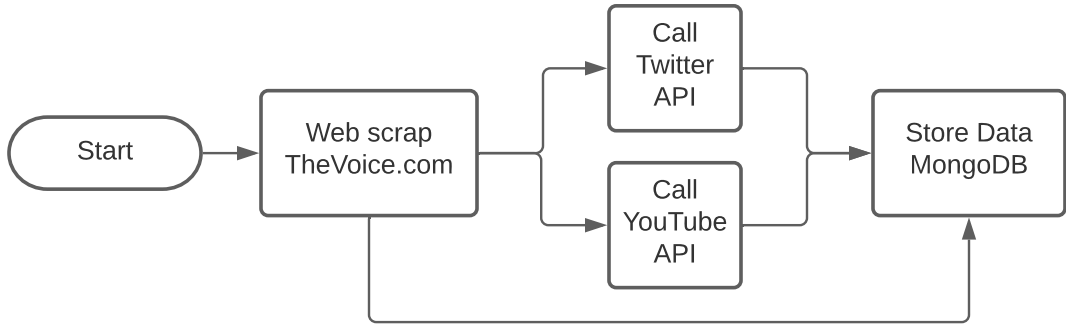 Start
Web scrap
TheVoice.com
Call
Twitter
API
Call
YouTube
API
Store Data
MongoDB